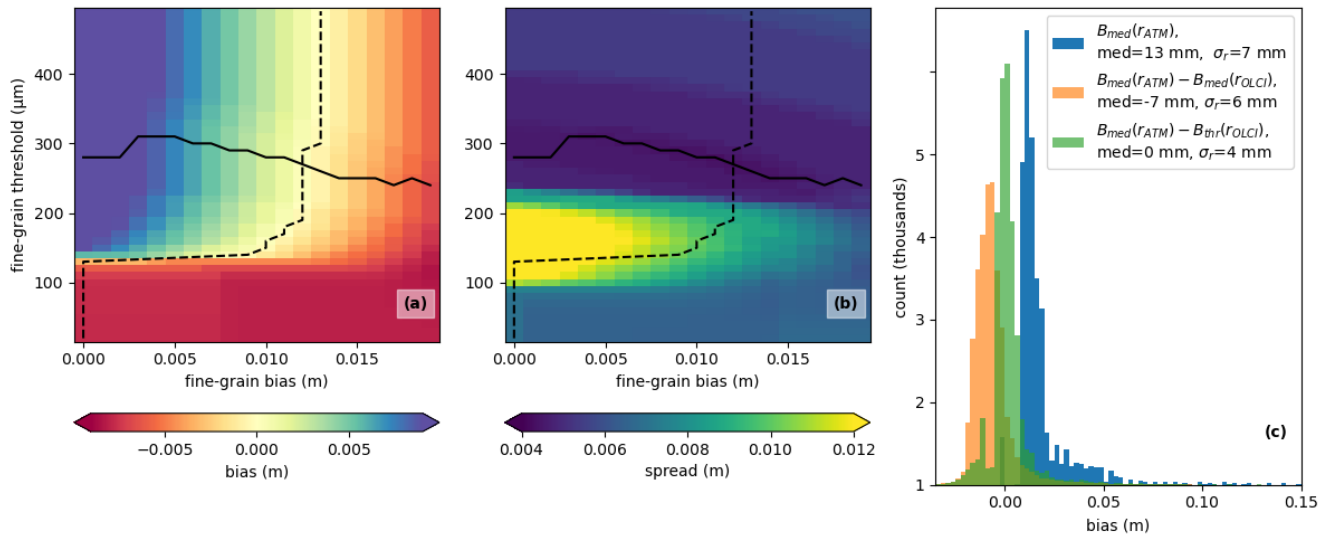 fine-grain threshold (μm)
400
300
200
100
(a)
0.000 0.005 0.010 0.015
fine-grain bias (m)
−0.005 0.000 0.005
bias (m)
400
300
200
100
(b)
0.000 0.005 0.010 0.015
fine-grain bias (m)
0.004 0.006 0.008 0.010 0.012
spread (m)
B_med(r_ATM),
med=13 mm, σ_r=7 mm
B_med(r_ATM) − B_med(r_OLCI),
med=-7 mm, σ_r=6 mm
B_med(r_ATM) − B_thr(r_OLCI),
med=0 mm, σ_r=4 mm
count (thousands)
5
4
3
2
1
(c)
0.00 0.05 0.10 0.15
bias (m)